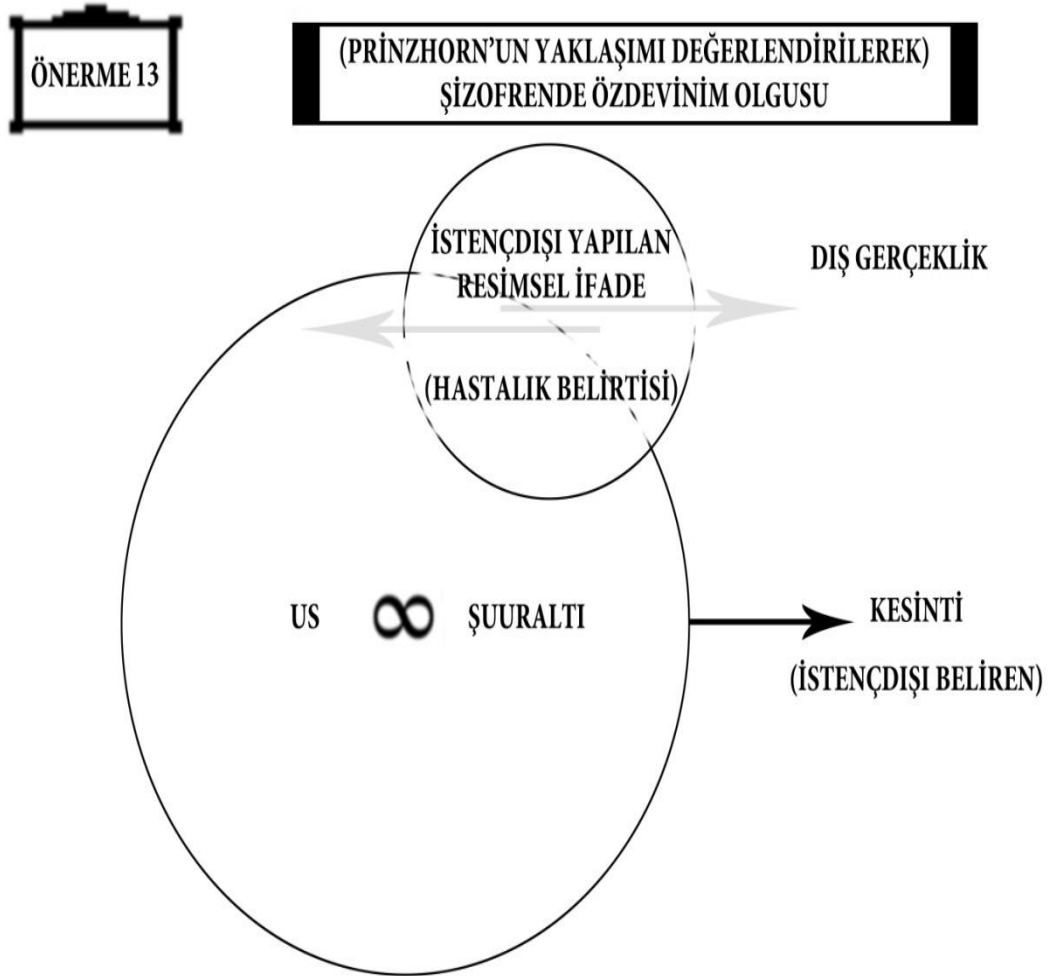 ÖNERME 13
(PRİNZHORN'UN YAKLAŞIMI DEĞERLENDİRİLEREK)
ŞİZOFRENDE ÖZDEVİNİM OLGUSU
İSTENÇDIŞI YAPILAN
RESİMSEL İFADE
(HASTALIK BELİRTİSİ)
DIŞ GERÇEKLİK
US ∞ ŞUURALTI
KESİNTİ
(İSTENÇDIŞI BELİREN)